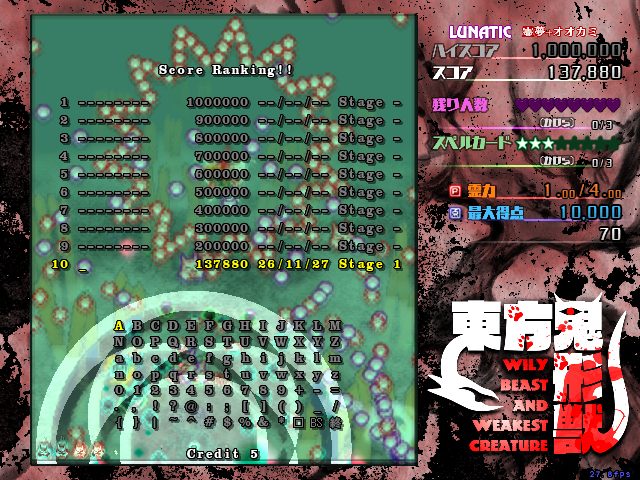 Score Ranking!!
1 -------- 1000000 --/--/-- Stage -
2 -------- 900000 --/--/-- Stage -
3 -------- 800000 --/--/-- Stage -
4 -------- 700000 --/--/-- Stage -
5 -------- 600000 --/--/-- Stage -
6 -------- 500000 --/--/-- Stage -
7 -------- 400000 --/--/-- Stage -
8 -------- 300000 --/--/-- Stage -
9 -------- 200000 --/--/-- Stage -
10 _ 137880 26/11/27 Stage 1
A B C D E F G H I J K L M
N O P Q R S T U V W X Y Z
a b c d e f g h i j k l m
n o p q r s t u v w x y z
0 1 2 3 4 5 6 7 8 9 + - =
. , ! ? @ : ; [ ] ( ) _ /
{ } | ~ ^ # $ % & * □ BS 終
Credit 5
LUNATIC 霊夢+オオカミ
ハイスコア 1,000,000
スコア 137,880
残り人数
(かけら) 0/3
スペルカード ★★★★★★★★
(かけら) 0/3
P 霊力 1.00/4.00
最大得点 10,000
70
東方鬼形獣
WILY
BEAST
AND
WEAKEST
CREATURE
27.8fps